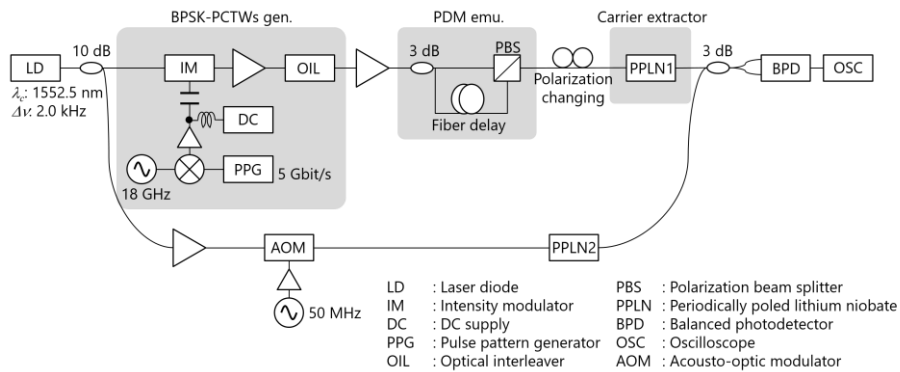 BPSK-PCTWs gen.
PDM emu.
Carrier extractor
10 dB
3 dB
PBS
3 dB
LD
IM
OIL
PPLN1
BPD
OSC
λc: 1552.5 nm
Δν: 2.0 kHz
Polarization
changing
Fiber delay
DC
PPG
5 Gbit/s
18 GHz
AOM
PPLN2
50 MHz
LD : Laser diode
IM : Intensity modulator
DC : DC supply
PPG : Pulse pattern generator
OIL : Optical interleaver
PBS : Polarization beam splitter
PPLN : Periodically poled lithium niobate
BPD : Balanced photodetector
OSC : Oscilloscope
AOM : Acousto-optic modulator